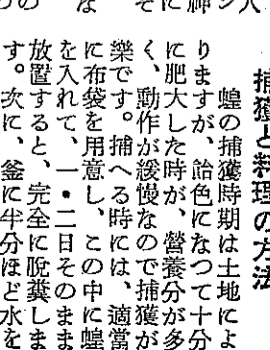 捕獲と料理の方法
蝗の捕獲時期は土地によ
りますが、飴色になつて十分
に肥大した時が、營養分が多
く、動作が緩慢なので捕獲が
樂です。捕へる時には、適當
に布袋を用意し、この中に蝗
を入れて、一・二日そのまま
放置すると、完全に脫糞しま
す。次に、釜に半分ほど水を